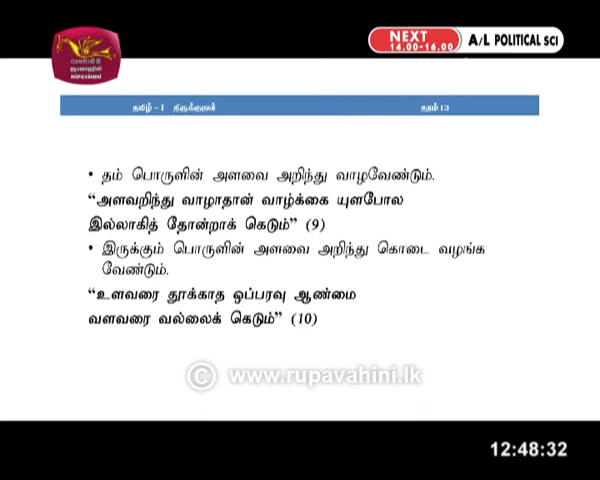 NEXT
14.00-16.00
A/L POLITICAL SCI
RUPAVAHINI
தமிழ் – I திருக்குறள்
தரம் 13
• தம் பொருளின் அளவை அறிந்து வாழவேண்டும்.
“அளவறிந்து வாழாதான் வாழ்க்கை யுளபோல
இல்லாகித் தோன்றாக் கெடும்” (9)
• இருக்கும் பொருளின் அளவை அறிந்து கொடை வழங்க
வேண்டும்.
“உளவரை தூக்காத ஒப்பரவு ஆண்மை
வளவரை வல்லைக் கெடும்” (10)
© www.rupavahini.lk
12:48:32